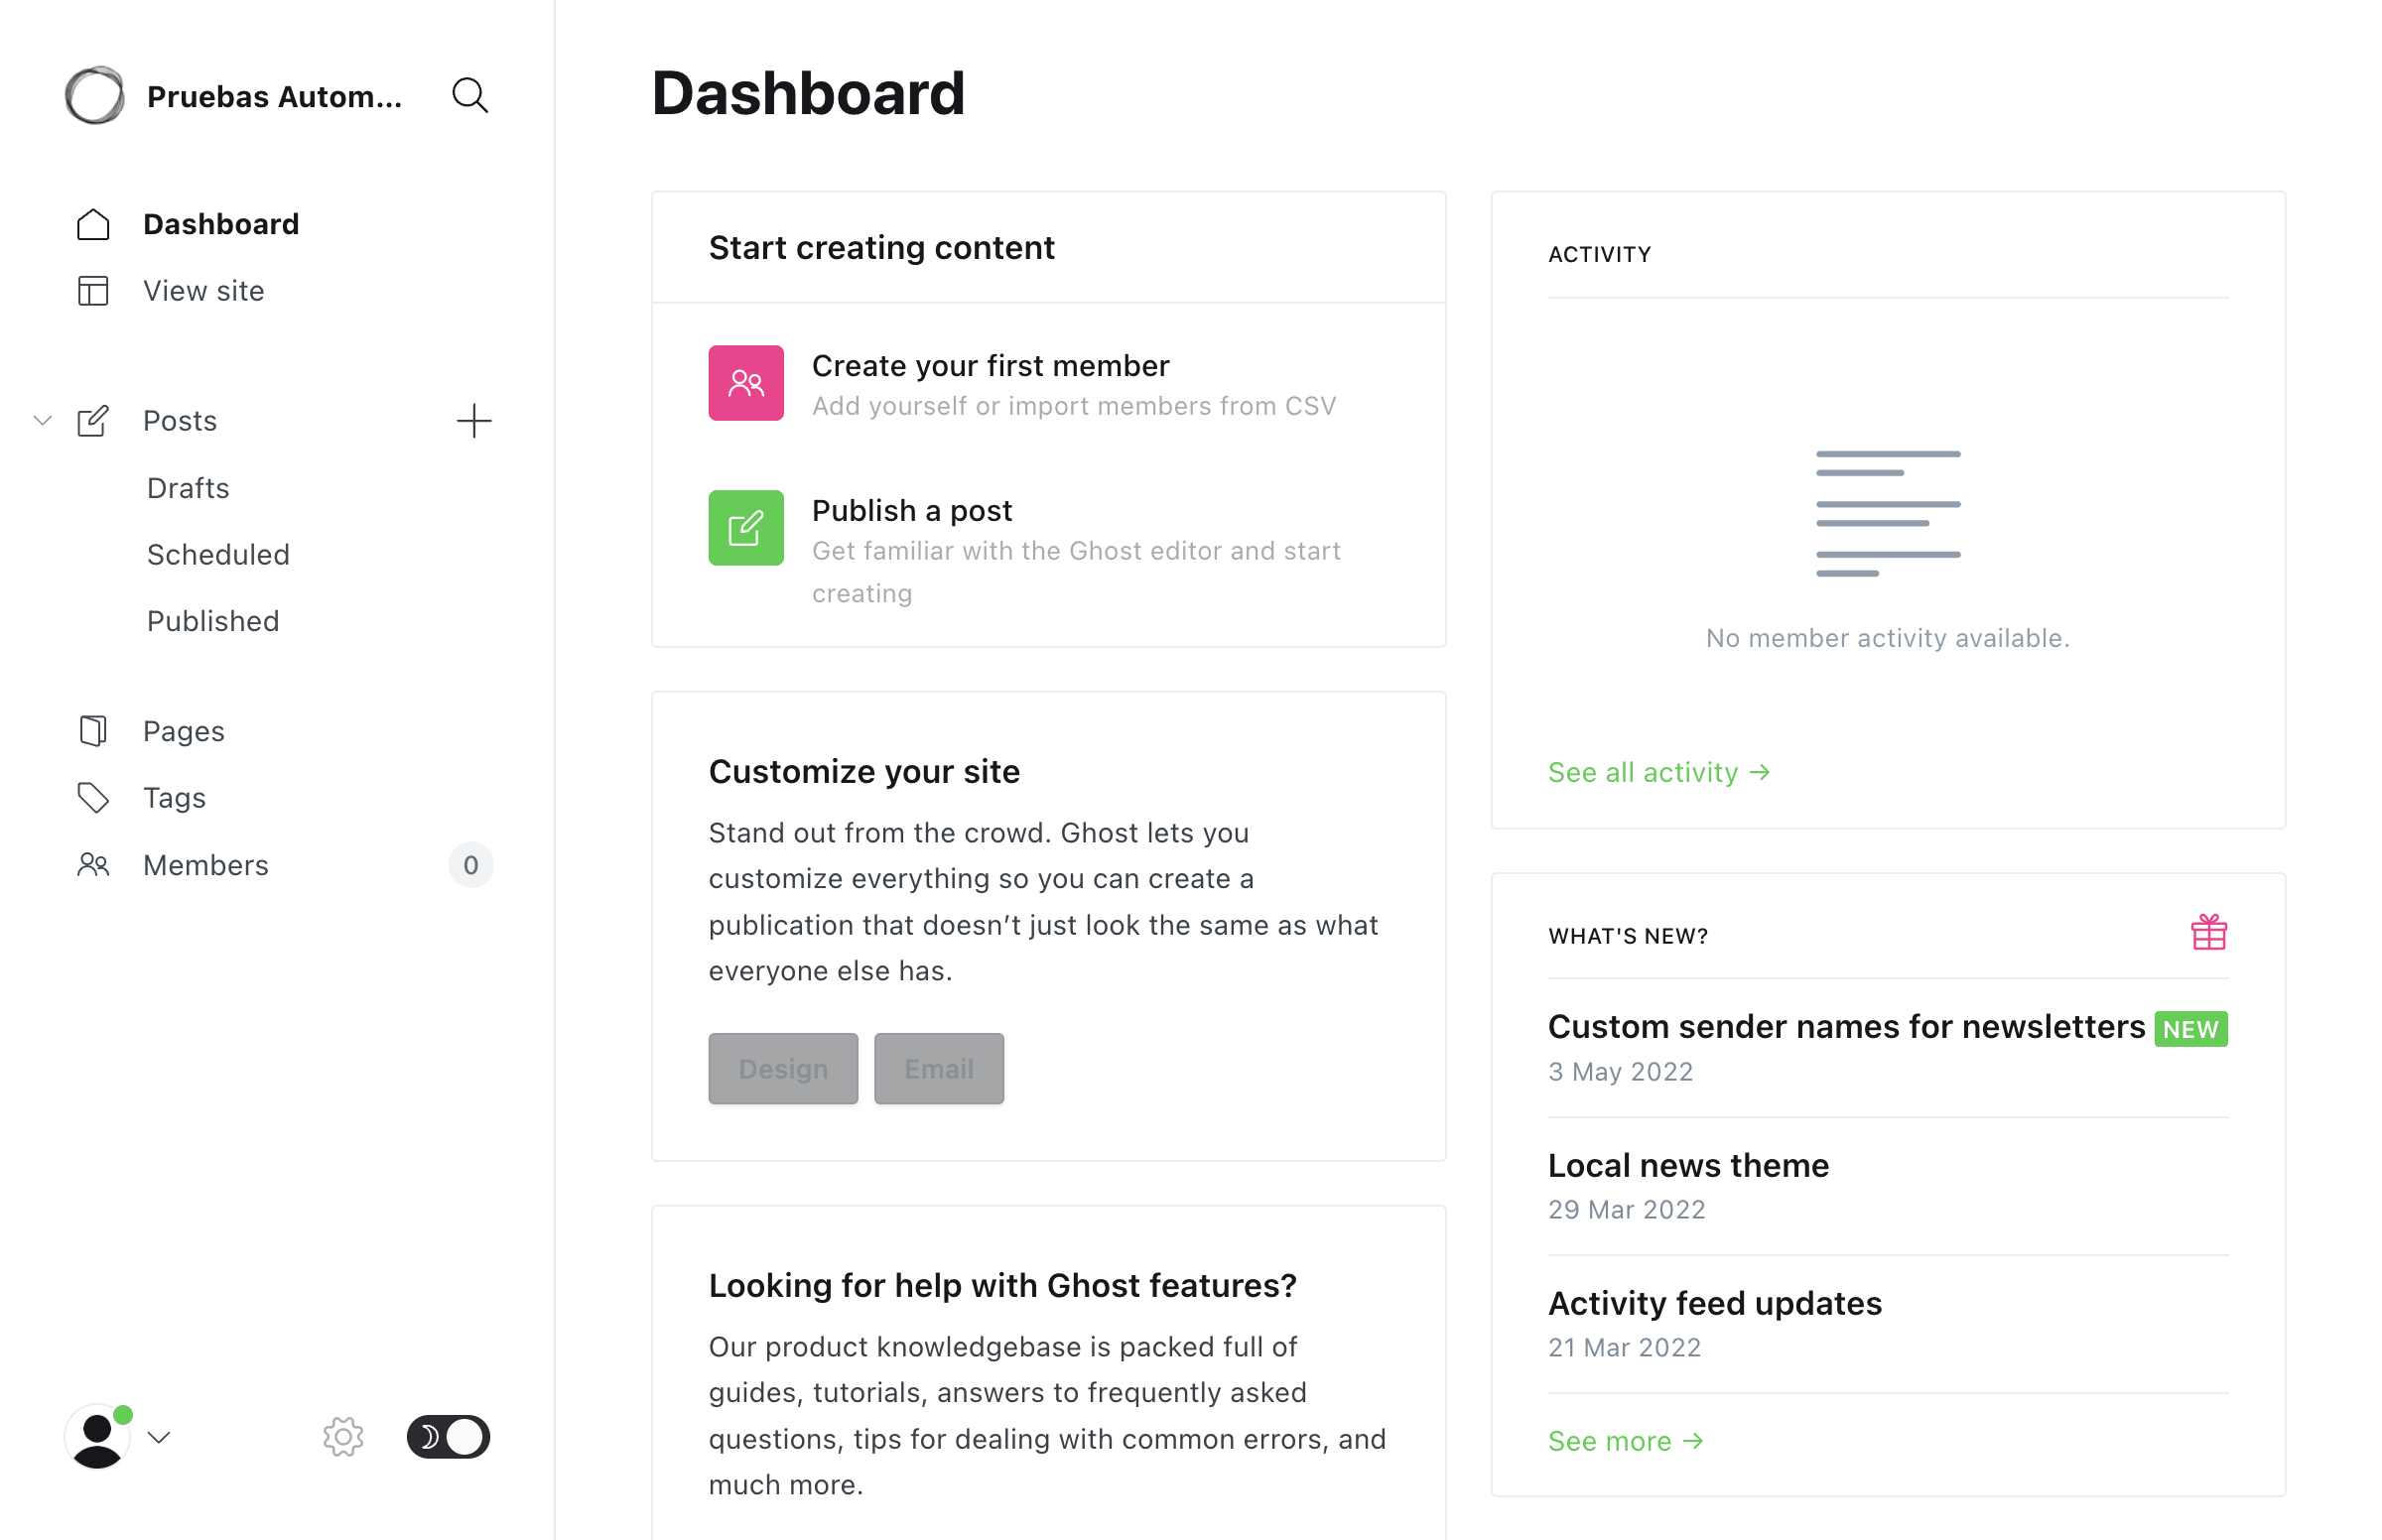 Pruebas Autom...
Dashboard
View site
Posts
Drafts
Scheduled
Published
Pages
Tags
Members
0
Dashboard
Start creating content
Create your first member
Add yourself or import members from CSV
Publish a post
Get familiar with the Ghost editor and start
creating
Customize your site
Stand out from the crowd. Ghost lets you
customize everything so you can create a
publication that doesn’t just look the same as what
everyone else has.
Design
Email
Looking for help with Ghost features?
Our product knowledgebase is packed full of
guides, tutorials, answers to frequently asked
questions, tips for dealing with common errors, and
much more.
ACTIVITY
No member activity available.
See all activity →
WHAT'S NEW?
Custom sender names for newsletters NEW
3 May 2022
Local news theme
29 Mar 2022
Activity feed updates
21 Mar 2022
See more →